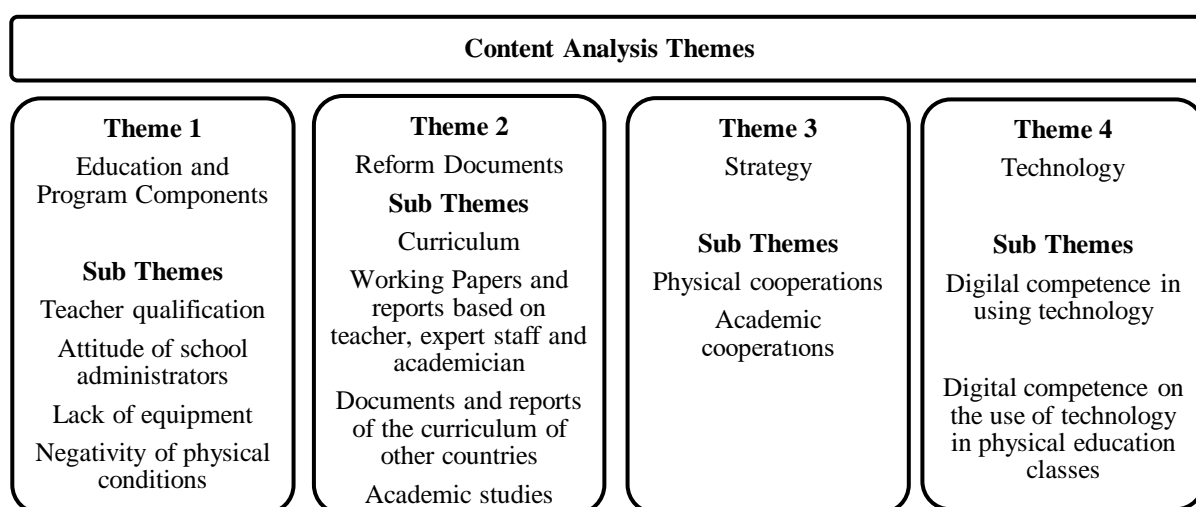 Content Analysis Themes
Theme 1
Education and
Program Components
Sub Themes
Teacher qualification
Attitude of school
administrators
Lack of equipment
Negativity of physical
conditions
Theme 2
Reform Documents
Sub Themes
Curriculum
Working Papers and
reports based on
teacher, expert staff and
academician
Documents and reports
of the curriculum of
other countries
Academic studies
Theme 3
Strategy
Sub Themes
Physical cooperations
Academic
cooperations
Theme 4
Technology
Sub Themes
Digilal competence in
using technology
Digital competence on
the use of technology
in physical education
classes